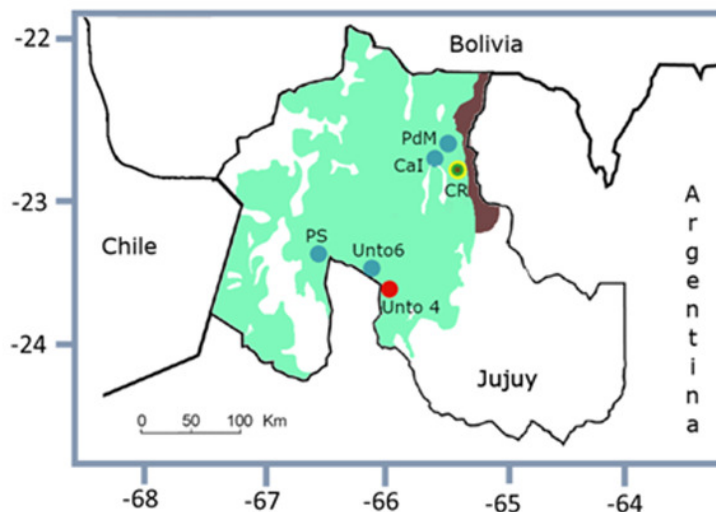 -22
Bolivia
PdM
CaI
CR
-23
Chile
PS
Unto6
Unto 4
-24
Jujuy
Argentina
0 50 100 Km
-68 -67 -66 -65 -64